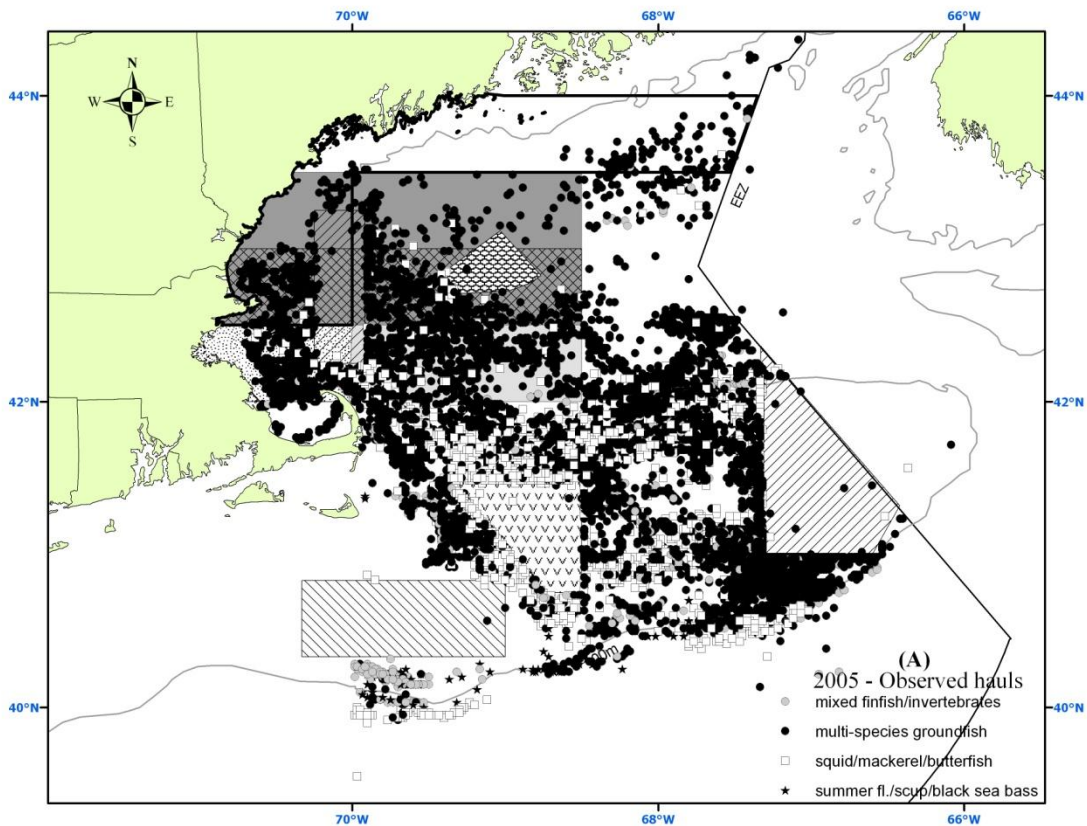 70°W 68°W 66°W
N
W E
S
44°N 44°N
EEZ
42°N 42°N
(A)
2005 - Observed hauls
40°N 40°N
mixed finfish/invertebrates
multi-species groundfish
squid/mackerel/butterfish
summer fl./scup/black sea bass
70°W 68°W 66°W